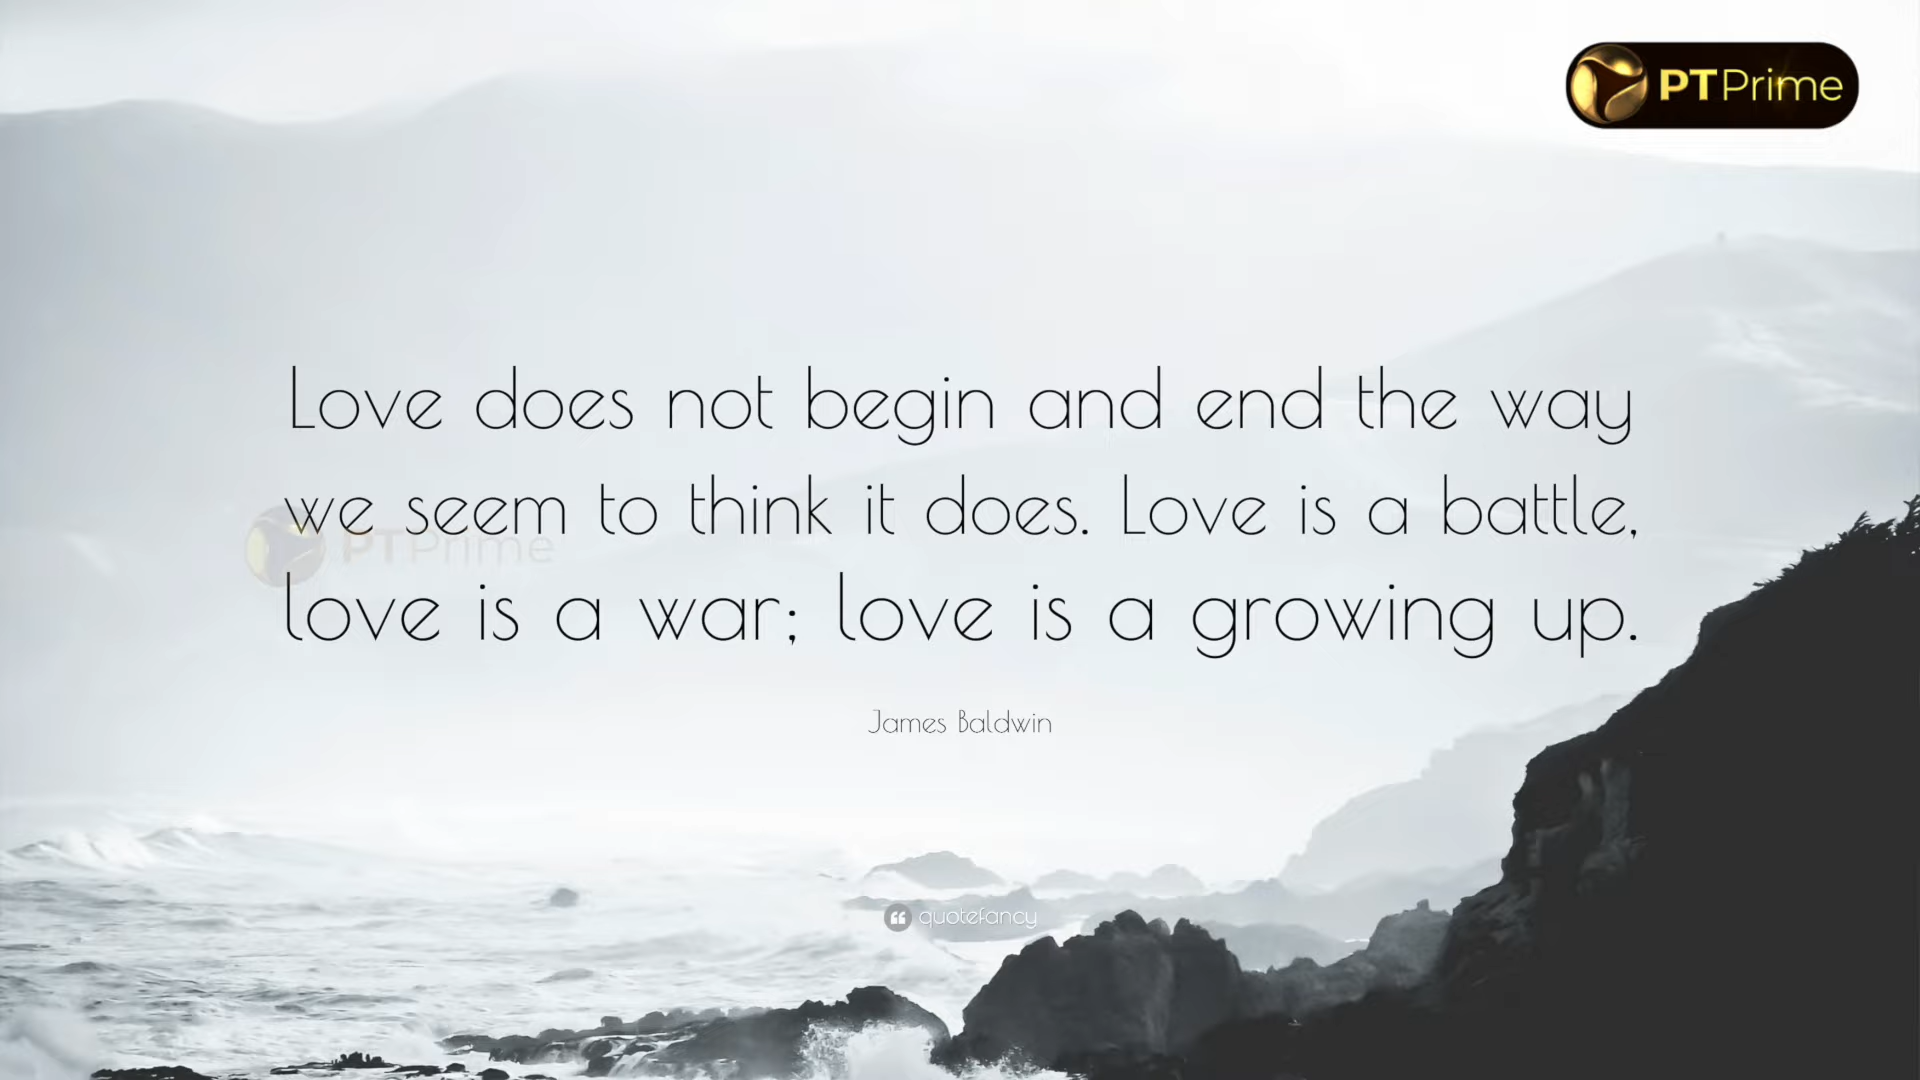 PTPrime
Love does not begin and end the way
we seem to think it does. Love is a battle,
PTPrime
love is a war; love is a growing up.
James Baldwin
quotefancy